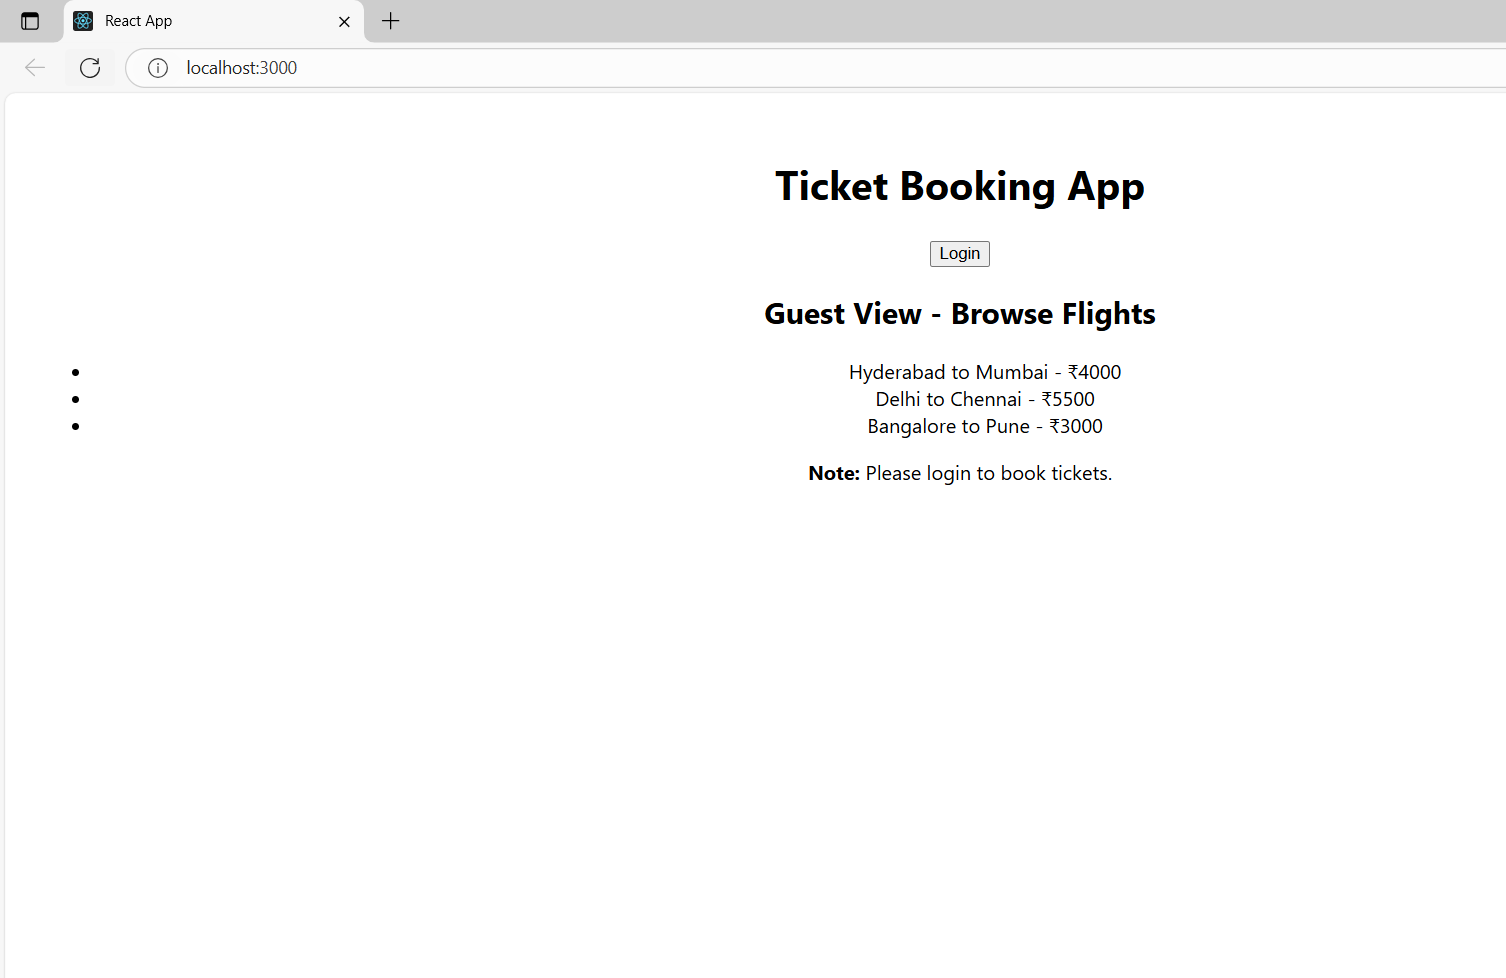 React App
localhost:3000
Ticket Booking App
Login
Guest View - Browse Flights
• Hyderabad to Mumbai - ₹4000
• Delhi to Chennai - ₹5500
• Bangalore to Pune - ₹3000
Note: Please login to book tickets.